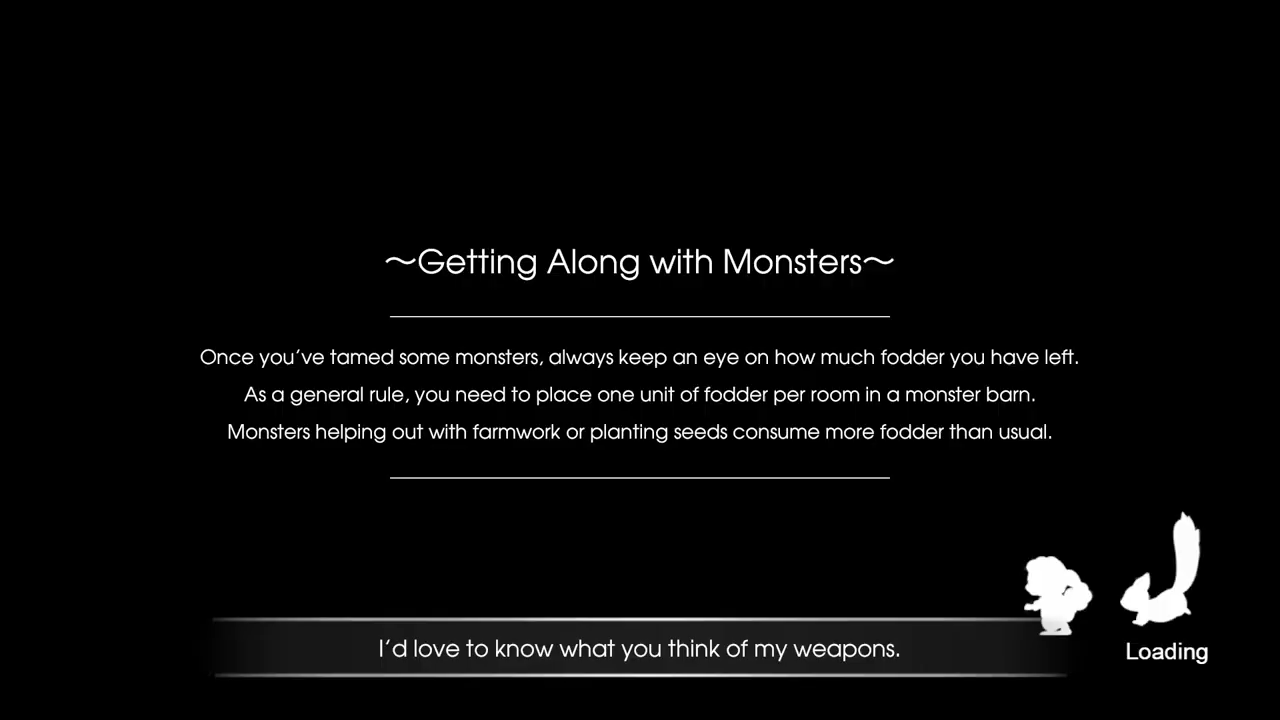 ～Getting Along with Monsters～
Once you’ve tamed some monsters, always keep an eye on how much fodder you have left.
As a general rule, you need to place one unit of fodder per room in a monster barn.
Monsters helping out with farmwork or planting seeds consume more fodder than usual.
I’d love to know what you think of my weapons.
Loading